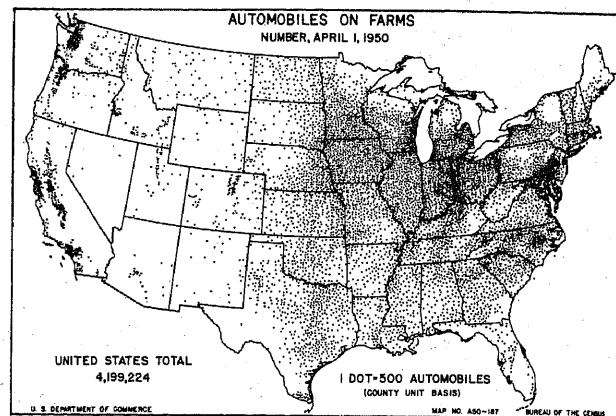 AUTOMOBILES ON FARMS
NUMBER, APRIL 1, 1950
UNITED STATES TOTAL
4,199,224
1 DOT=500 AUTOMOBILES
(COUNTY UNIT BASIS)
U. S. DEPARTMENT OF COMMERCE
MAP NO. A50-187
BUREAU OF THE CENSUS